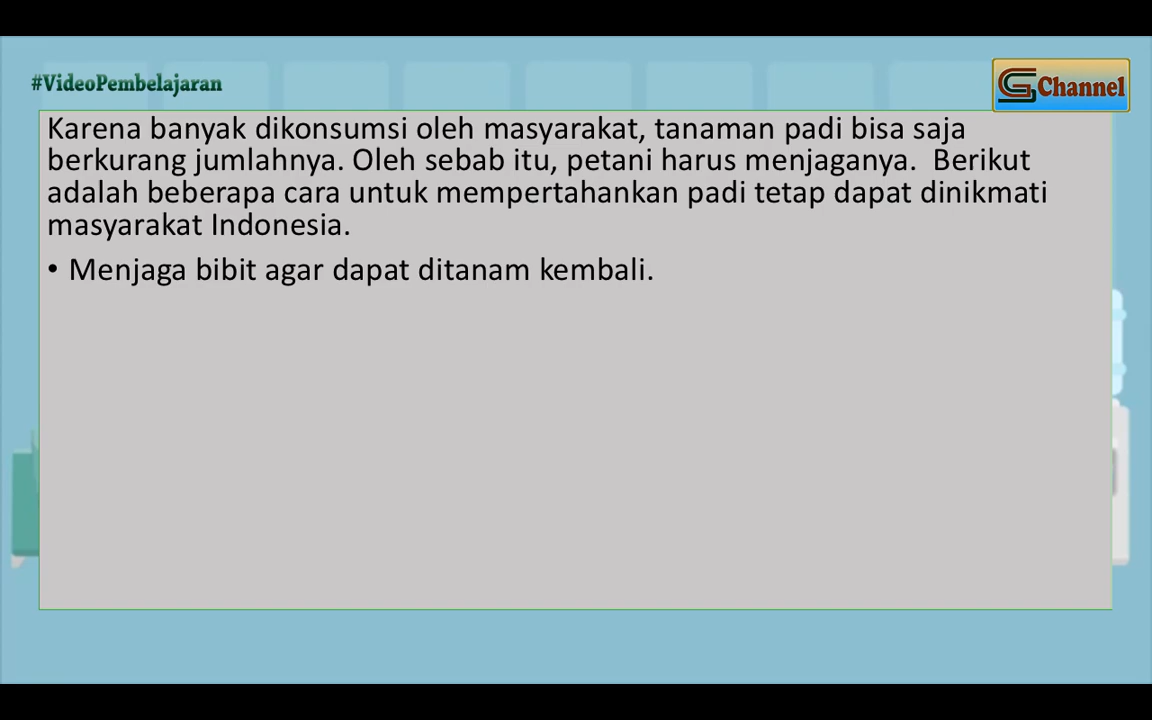 #VideoPembelajaran
GS Channel
Karena banyak dikonsumsi oleh masyarakat, tanaman padi bisa saja
berkurang jumlahnya. Oleh sebab itu, petani harus menjaganya.  Berikut
adalah beberapa cara untuk mempertahankan padi tetap dapat dinikmati
masyarakat Indonesia.
• Menjaga bibit agar dapat ditanam kembali.